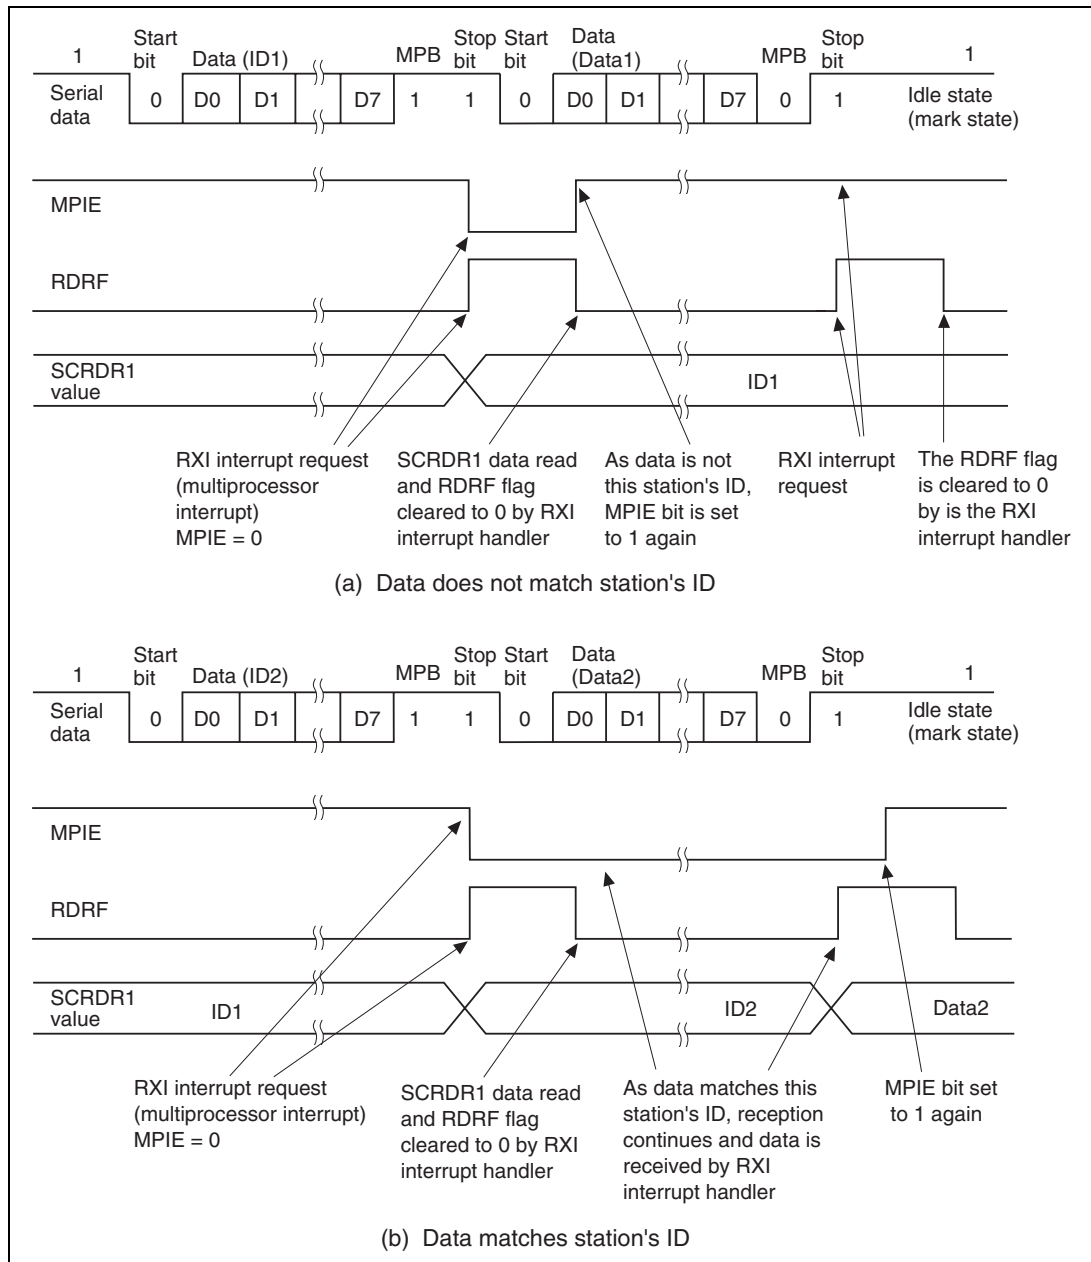 1 Start bit Data (ID1) MPB Stop bit Start bit Data (Data1) MPB Stop bit 1
Serial data 0 D0 D1 D7 1 1 0 D0 D1 D7 0 1 Idle state (mark state)
MPIE
RDRF
SCRDR1 value ID1
RXI interrupt request (multiprocessor interrupt) MPIE = 0
SCRDR1 data read and RDRF flag cleared to 0 by RXI interrupt handler
As data is not this station's ID, MPIE bit is set to 1 again
RXI interrupt request
The RDRF flag is cleared to 0 by is the RXI interrupt handler
(a) Data does not match station's ID
1 Start bit Data (ID2) MPB Stop bit Start bit Data (Data2) MPB Stop bit 1
Serial data 0 D0 D1 D7 1 1 0 D0 D1 D7 0 1 Idle state (mark state)
MPIE
RDRF
SCRDR1 value ID1 ID2 Data2
RXI interrupt request (multiprocessor interrupt) MPIE = 0
SCRDR1 data read and RDRF flag cleared to 0 by RXI interrupt handler
As data matches this station's ID, reception continues and data is received by RXI interrupt handler
MPIE bit set to 1 again
(b) Data matches station's ID